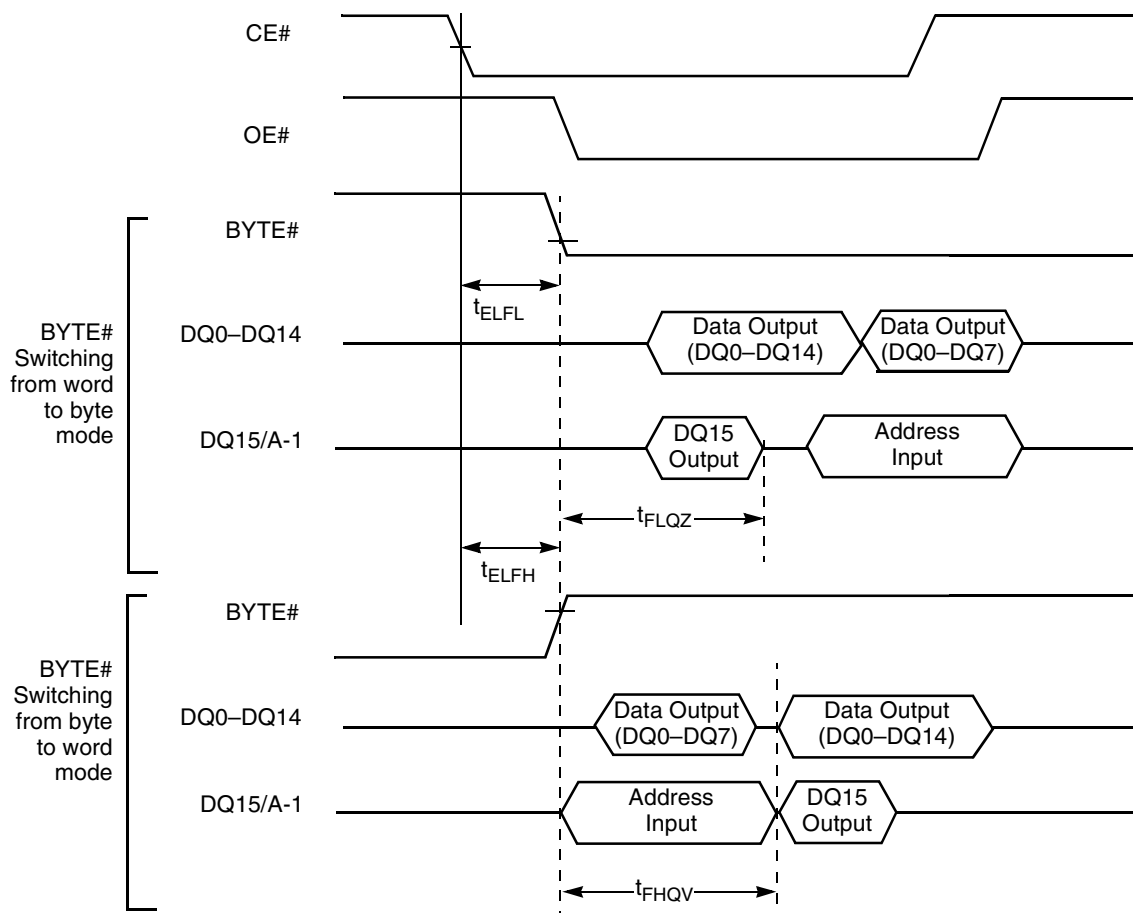 CE#
OE#
BYTE#
tELFL
BYTE#
Switching
from word
to byte
mode
DQ0–DQ14
Data Output
(DQ0–DQ14)
Data Output
(DQ0–DQ7)
DQ15/A-1
DQ15
Output
Address
Input
tFLQZ
tELFH
BYTE#
BYTE#
Switching
from byte
to word
mode
DQ0–DQ14
Data Output
(DQ0–DQ7)
Data Output
(DQ0–DQ14)
DQ15/A-1
Address
Input
DQ15
Output
tFHQV